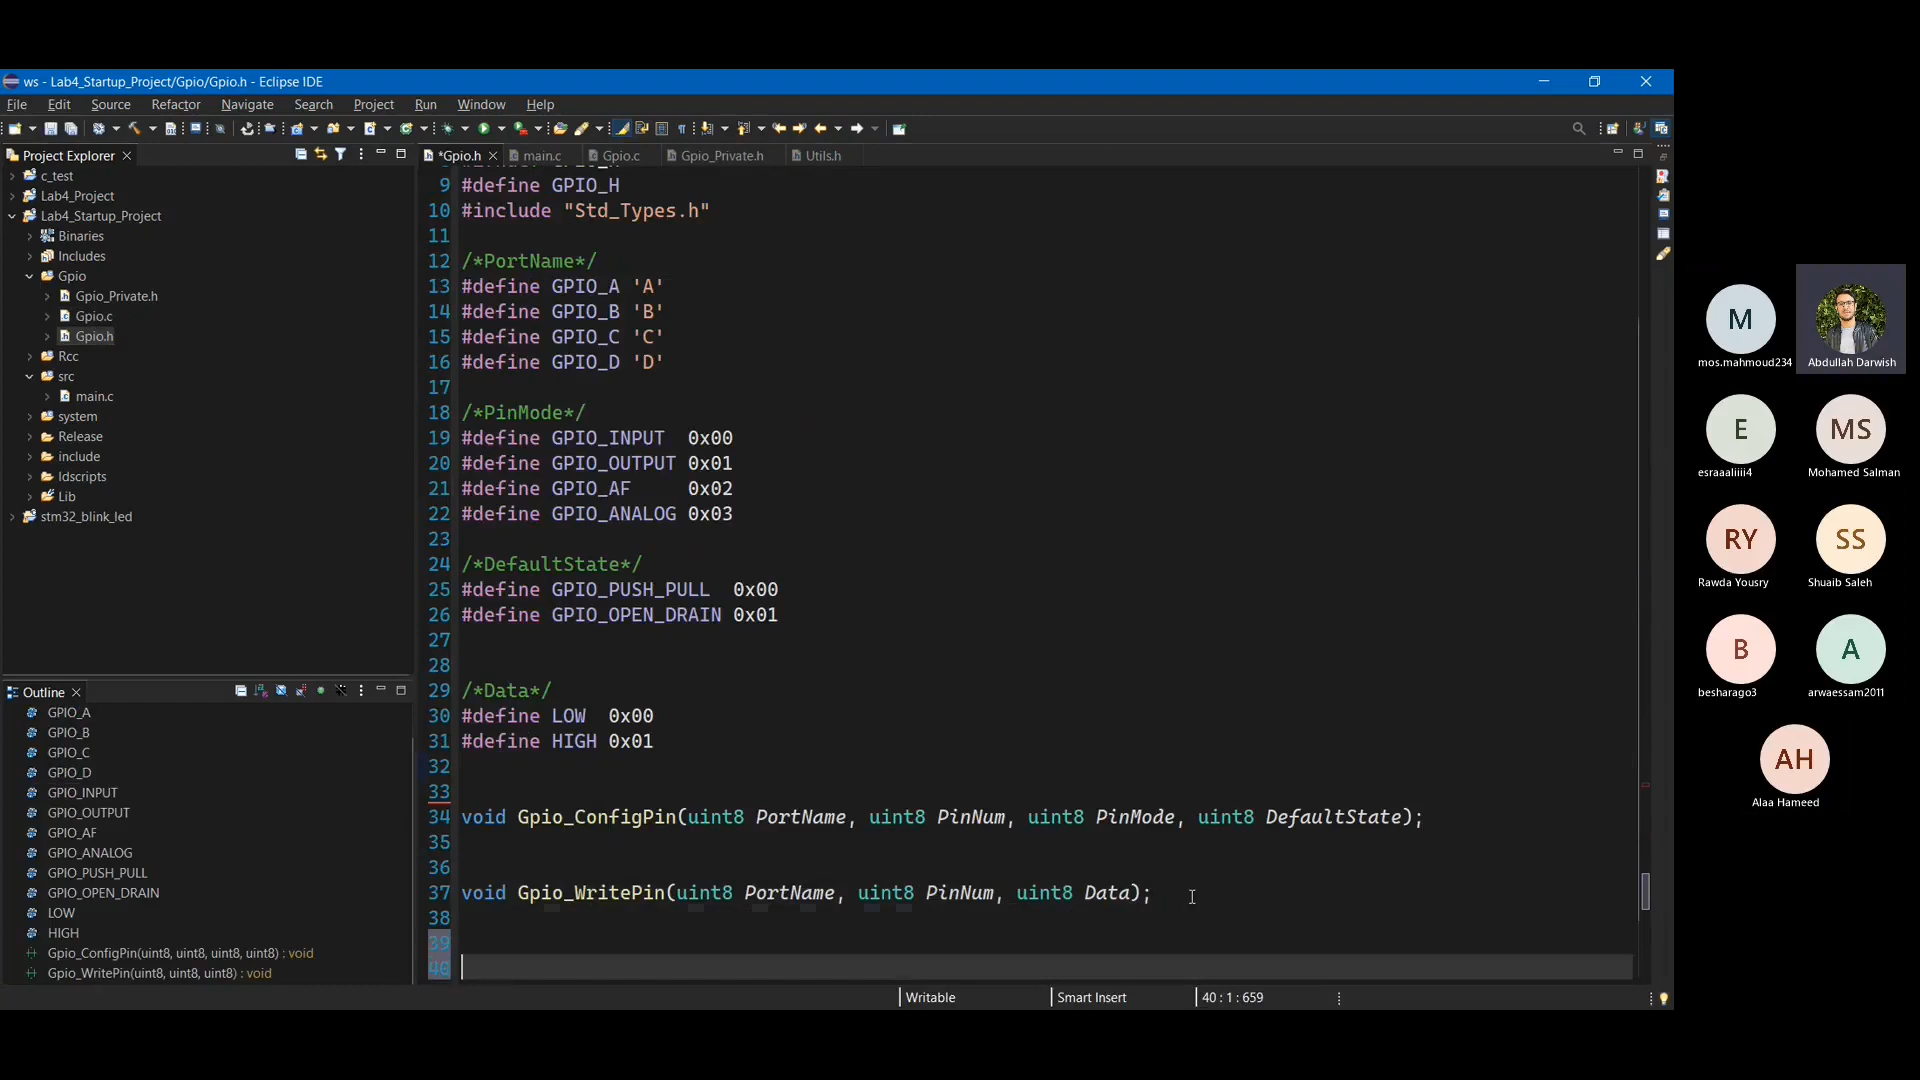 ws - Lab4_Startup_Project/Gpio/Gpio.h - Eclipse IDE
File Edit Source Refactor Navigate Search Project Run Window Help
Project Explorer
c_test
Lab4_Project
Lab4_Startup_Project
Binaries
Includes
Gpio
Gpio_Private.h
Gpio.c
Gpio.h
Rcc
src
main.c
system
Release
include
ldscripts
Lib
stm32_blink_led
Outline
GPIO_A
GPIO_B
GPIO_C
GPIO_D
GPIO_INPUT
GPIO_OUTPUT
GPIO_AF
GPIO_ANALOG
GPIO_PUSH_PULL
GPIO_OPEN_DRAIN
LOW
HIGH
Gpio_ConfigPin(uint8, uint8, uint8, uint8) : void
Gpio_WritePin(uint8, uint8, uint8) : void
*Gpio.h main.c Gpio.c Gpio_Private.h Utils.h
9 #define GPIO_H
10 #include "Std_Types.h"
11
12 /*PortName*/
13 #define GPIO_A 'A'
14 #define GPIO_B 'B'
15 #define GPIO_C 'C'
16 #define GPIO_D 'D'
17
18 /*PinMode*/
19 #define GPIO_INPUT  0x00
20 #define GPIO_OUTPUT 0x01
21 #define GPIO_AF     0x02
22 #define GPIO_ANALOG 0x03
23
24 /*DefaultState*/
25 #define GPIO_PUSH_PULL  0x00
26 #define GPIO_OPEN_DRAIN 0x01
27
28
29 /*Data*/
30 #define LOW  0x00
31 #define HIGH 0x01
32
33
34 void Gpio_ConfigPin(uint8 PortName, uint8 PinNum, uint8 PinMode, uint8 DefaultState);
35
36
37 void Gpio_WritePin(uint8 PortName, uint8 PinNum, uint8 Data);
38
39
40
Writable Smart Insert 40 : 1 : 659
M
mos.mahmoud234
Abdullah Darwish
E
esraaaliiii4
MS
Mohamed Salman
RY
Rawda Yousry
SS
Shuaib Saleh
B
besharago3
A
arwaessam2011
AH
Alaa Hameed